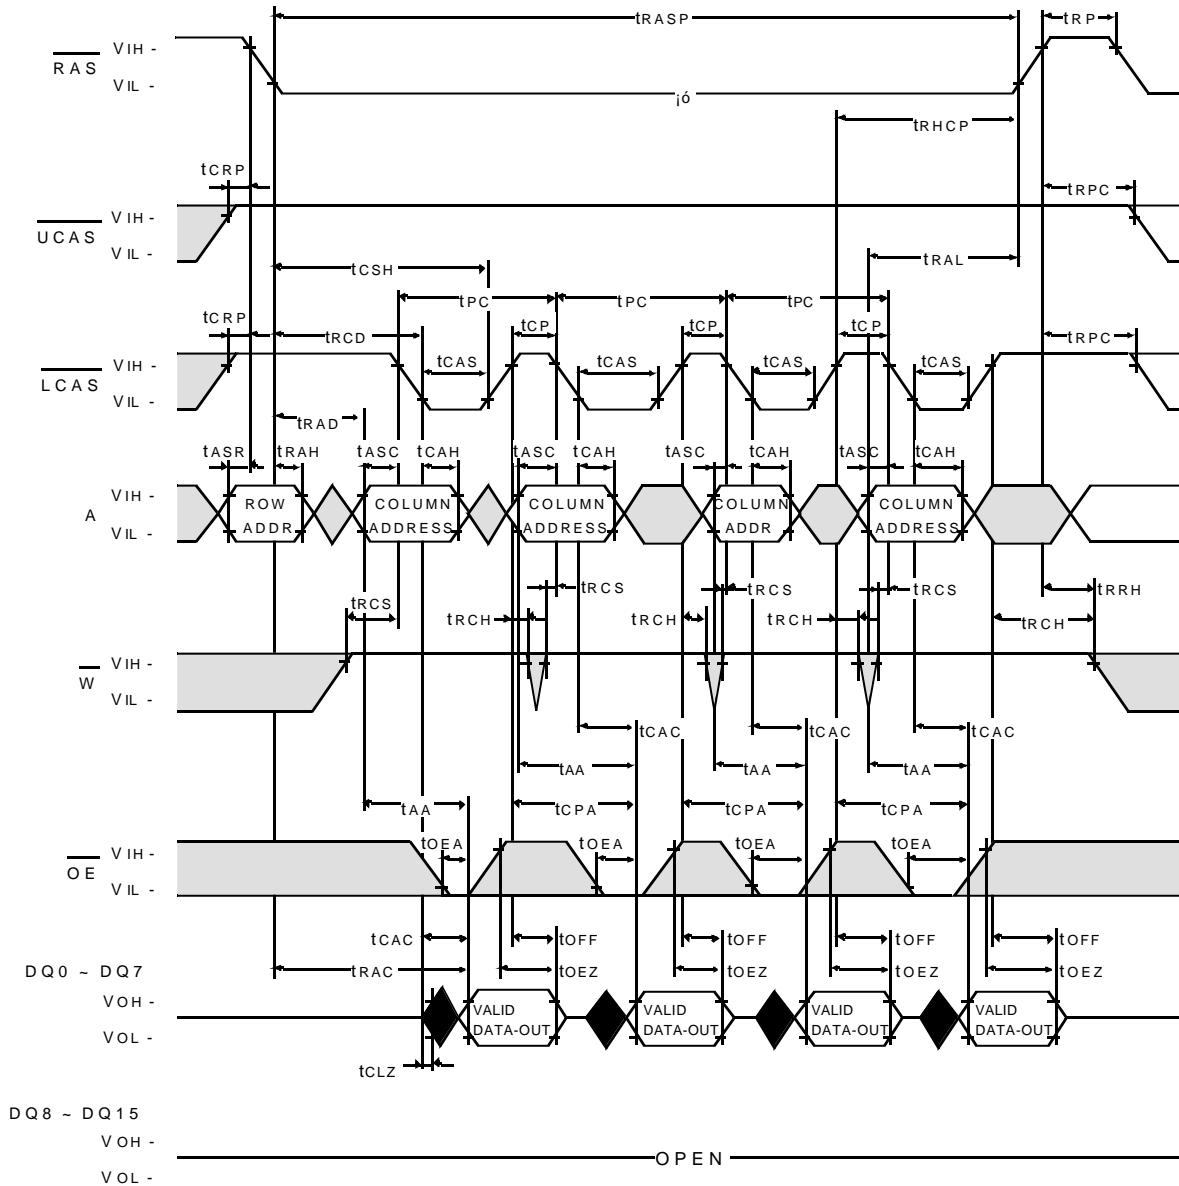 tRASP tRP
RAS VIH -
VIL -
¡ó
tRHCP
tCRP tRPC
UCAS VIH -
VIL -
tCSH tRAL
tPC tPC tPC
tCRP tRCD tCP tCP tCP tRPC
LCAS VIH -
VIL -
tCAS tCAS tCAS tCAS
tRAD
tASR tRAH tASC tCAH tASC tCAH tASC tCAH tASC tCAH
A VIH -
VIL -
ROW ADDR
COLUMN ADDRESS
COLUMN ADDRESS
COLUMN ADDR
COLUMN ADDRESS
tRCS tRCS tRCS tRCS tRRH
tRCH tRCH tRCH tRCH
W VIH -
VIL -
tCAC tCAC tCAC
tAA tAA tAA
tAA tCPA tCPA tCPA
tOEA tOEA tOEA tOEA
OE VIH -
VIL -
tCAC tOFF tOFF tOFF tOFF
tRAC tOEZ tOEZ tOEZ tOEZ
DQ0 ~ DQ7
VOH -
VOL -
VALID DATA-OUT
VALID DATA-OUT
VALID DATA-OUT
VALID DATA-OUT
tCLZ
DQ8 ~ DQ15
VOH -
VOL -
OPEN